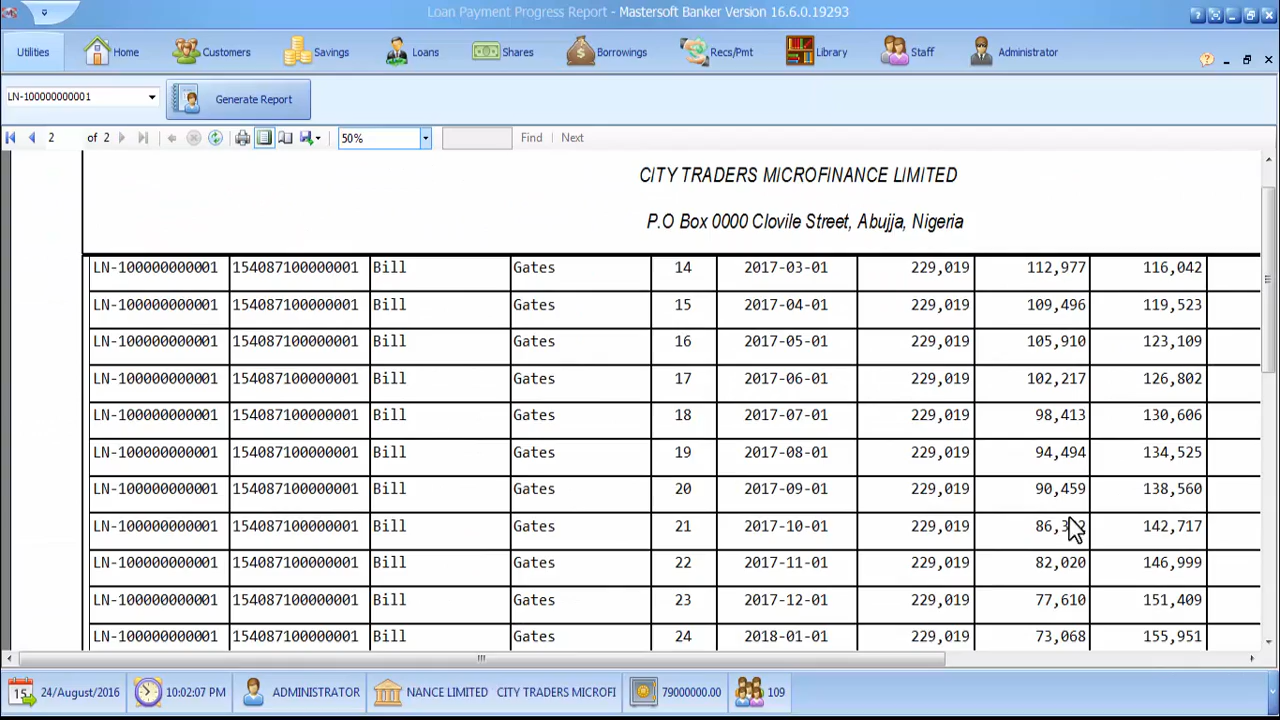 Loan Payment Progress Report - Mastersoft Banker Version 16.6.0.19293
Utilities Home Customers Savings Loans Shares Borrowings Recs/Pmt Library Staff Administrator
LN-100000000001 Generate Report
2 of 2 50% Find Next
CITY TRADERS MICROFINANCE LIMITED
P.O Box 0000 Clovile Street, Abujja, Nigeria
LN-100000000001 154087100000001 Bill Gates 14 2017-03-01 229,019 112,977 116,042
LN-100000000001 154087100000001 Bill Gates 15 2017-04-01 229,019 109,496 119,523
LN-100000000001 154087100000001 Bill Gates 16 2017-05-01 229,019 105,910 123,109
LN-100000000001 154087100000001 Bill Gates 17 2017-06-01 229,019 102,217 126,802
LN-100000000001 154087100000001 Bill Gates 18 2017-07-01 229,019 98,413 130,606
LN-100000000001 154087100000001 Bill Gates 19 2017-08-01 229,019 94,494 134,525
LN-100000000001 154087100000001 Bill Gates 20 2017-09-01 229,019 90,459 138,560
LN-100000000001 154087100000001 Bill Gates 21 2017-10-01 229,019 142,717
LN-100000000001 154087100000001 Bill Gates 22 2017-11-01 229,019 82,020 146,999
LN-100000000001 154087100000001 Bill Gates 23 2017-12-01 229,019 77,610 151,409
LN-100000000001 154087100000001 Bill Gates 24 2018-01-01 229,019 73,068 155,951
15 24/August/2016 10:02:07 PM ADMINISTRATOR NANCE LIMITED CITY TRADERS MICROFI 79000000.00 109